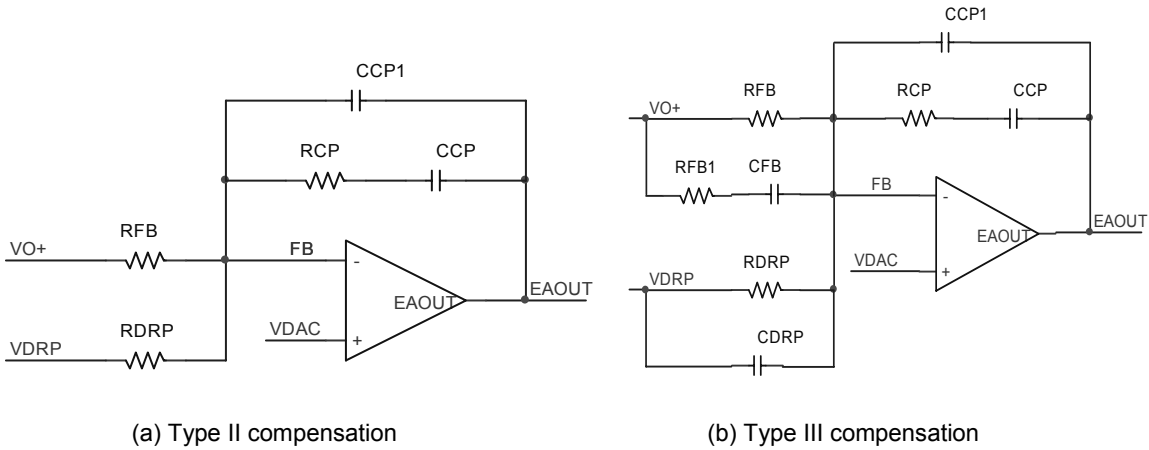 CCP1
RCP
CCP
RFB
VO+
FB
EAOUT
EAOUT
RDRP
VDAC
VDRP
(a) Type II compensation
CCP1
VO+
RFB
RCP
CCP
RFB1
CFB
FB
EAOUT
EAOUT
VDAC
VDRP
RDRP
CDRP
(b) Type III compensation